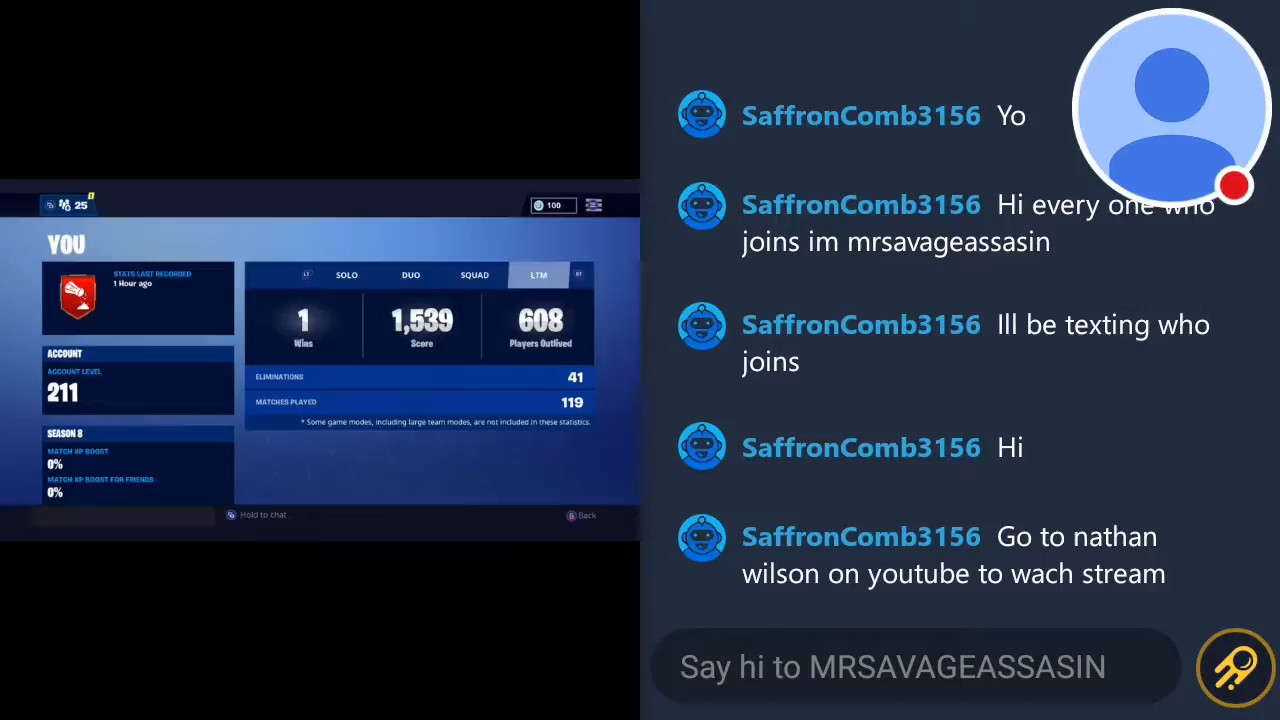 25
100
YOU
STATS LAST RECORDED
1 Hour ago
ACCOUNT
ACCOUNT LEVEL
211
SEASON 8
MATCH XP BOOST
0%
MATCH XP BOOST FOR FRIENDS
0%
LT SOLO DUO SQUAD LTM RT
1 1,539 608
Wins Score Players Outlived
ELIMINATIONS 41
MATCHES PLAYED 119
* Some game modes, including large team modes, are not included in these statistics.
Hold to chat
B Back
SaffronComb3156 Yo
SaffronComb3156 Hi every one who
joins im mrsavageassasin
SaffronComb3156 Ill be texting who
joins
SaffronComb3156 Hi
SaffronComb3156 Go to nathan
wilson on youtube to wach stream
Say hi to MRSAVAGEASSASIN